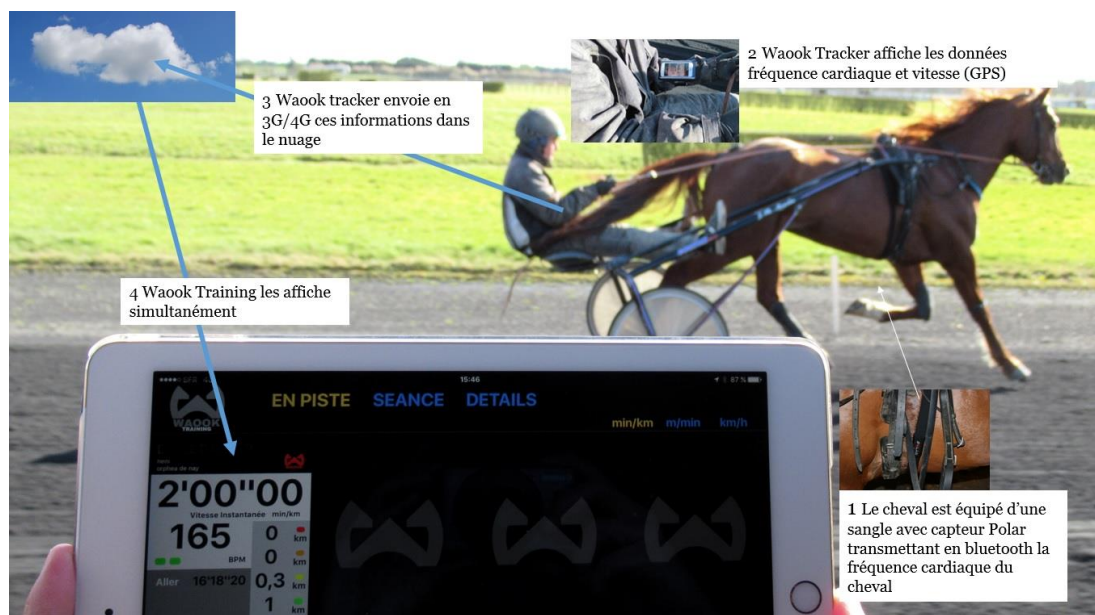 2 Waook Tracker affiche les données
fréquence cardiaque et vitesse (GPS)
3 Waook tracker envoie en
3G/4G ces informations dans
le nuage
4 Waook Training les affiche
simultanément
15:46
87 %
EN PISTE SEANCE DETAILS
WAOOK
TRAINING
min/km m/min km/h
2'00"00
Vitesse instantanée min/km
165
BPM
0 km
0 km
0,3 km
1 km
Aller 16'18"20
1 Le cheval est équipé d'une
sangle avec capteur Polar
transmettant en bluetooth la
fréquence cardiaque du
cheval